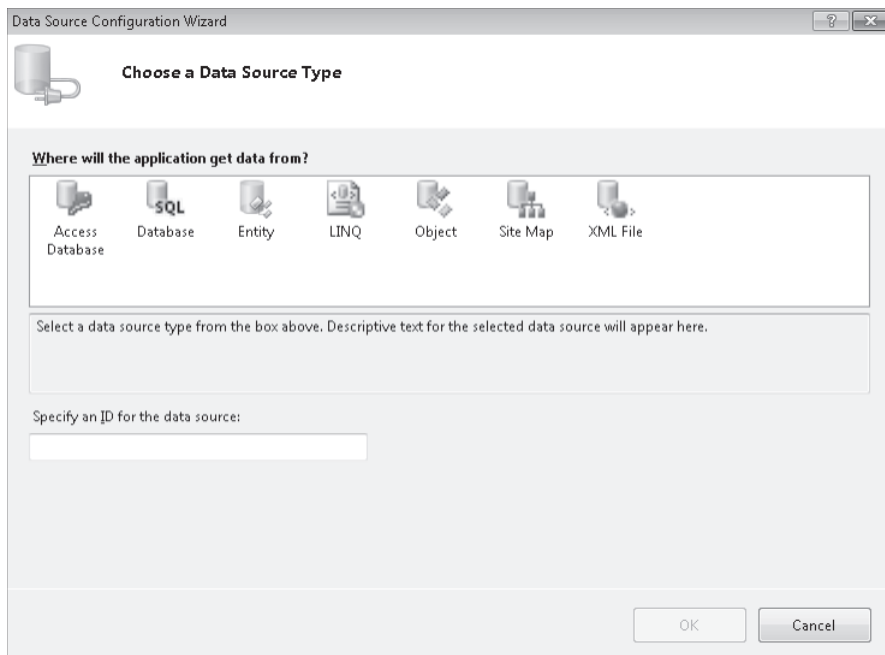 Data Source Configuration Wizard
?
Choose a Data Source Type
Where will the application get data from?
Access Database
SQL
Database
Entity
LINQ
Object
Site Map
XML File
Select a data source type from the box above. Descriptive text for the selected data source will appear here.
Specify an ID for the data source:
OK
Cancel